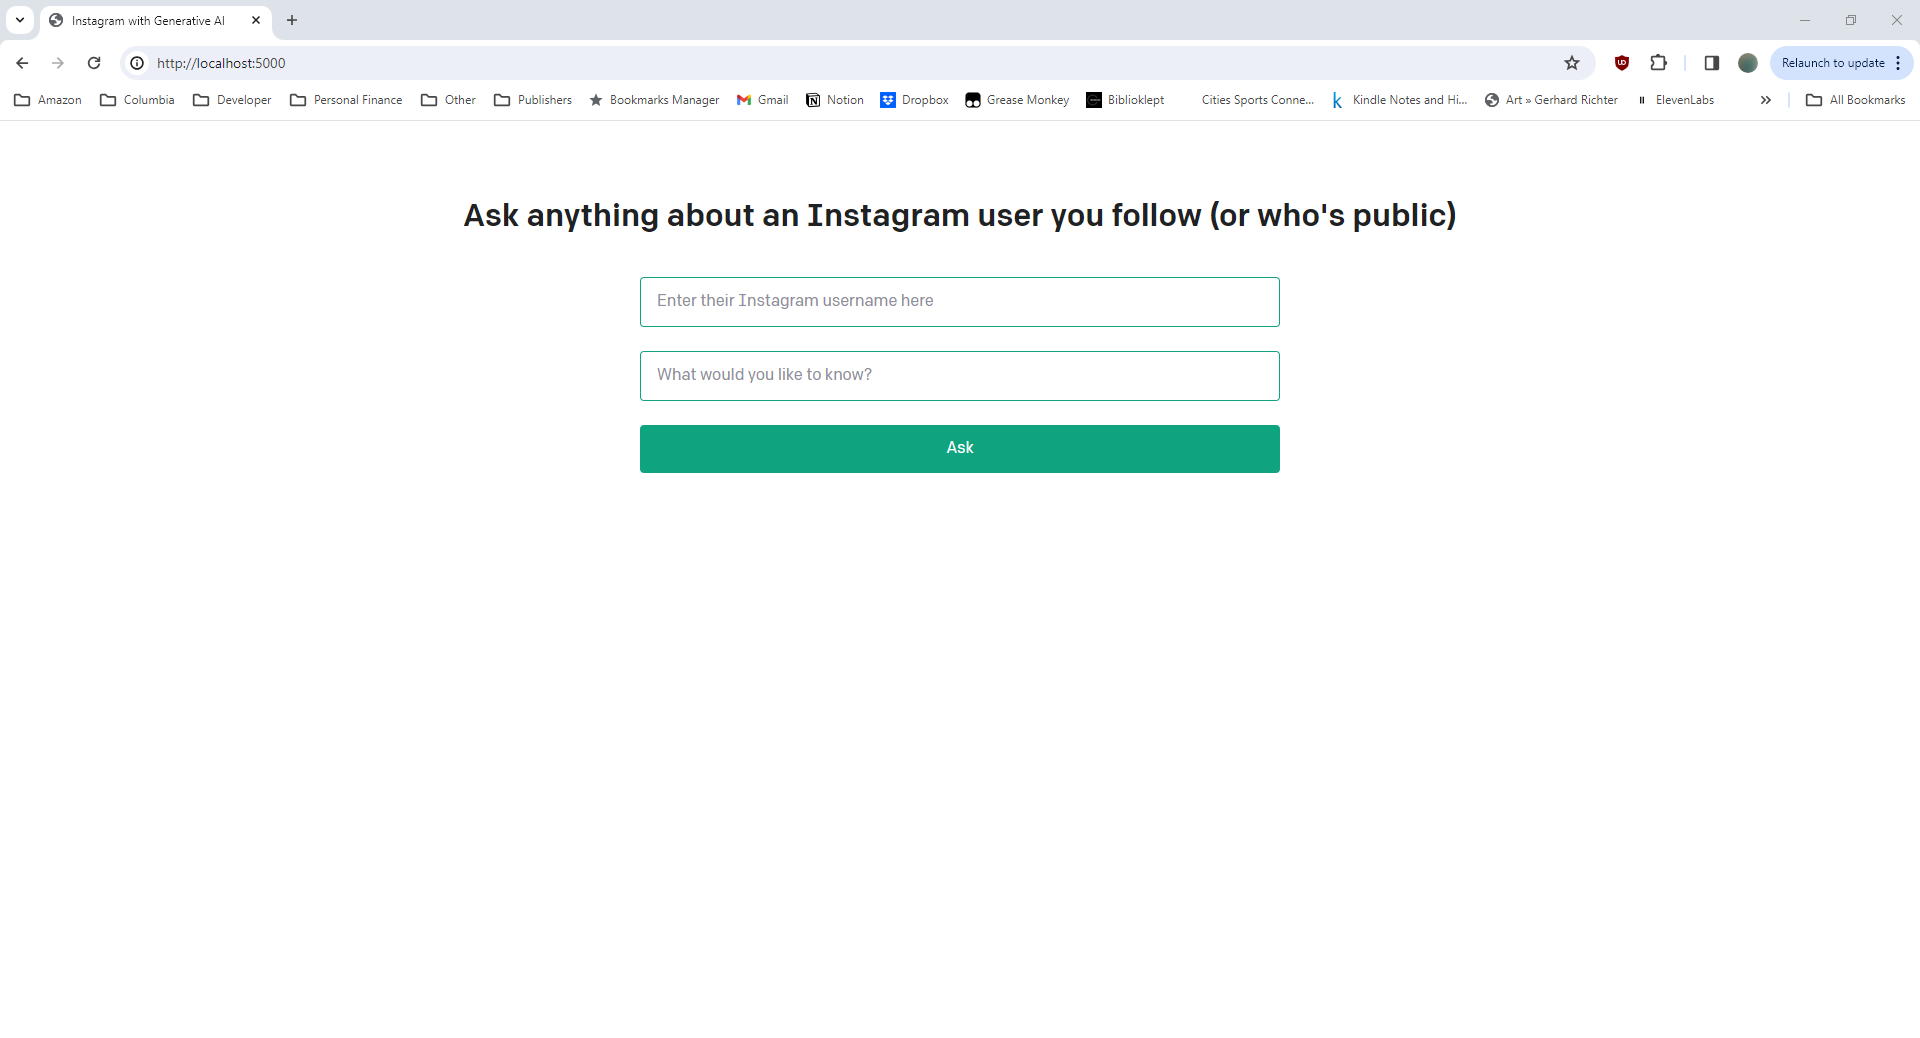 Instagram with Generative AI
http://localhost:5000
Relaunch to update
Amazon Columbia Developer Personal Finance Other Publishers Bookmarks Manager Gmail Notion Dropbox Grease Monkey Biblioklept Cities Sports Conne... Kindle Notes and Hi... Art » Gerhard Richter ElevenLabs All Bookmarks
Ask anything about an Instagram user you follow (or who's public)
Enter their Instagram username here
What would you like to know?
Ask